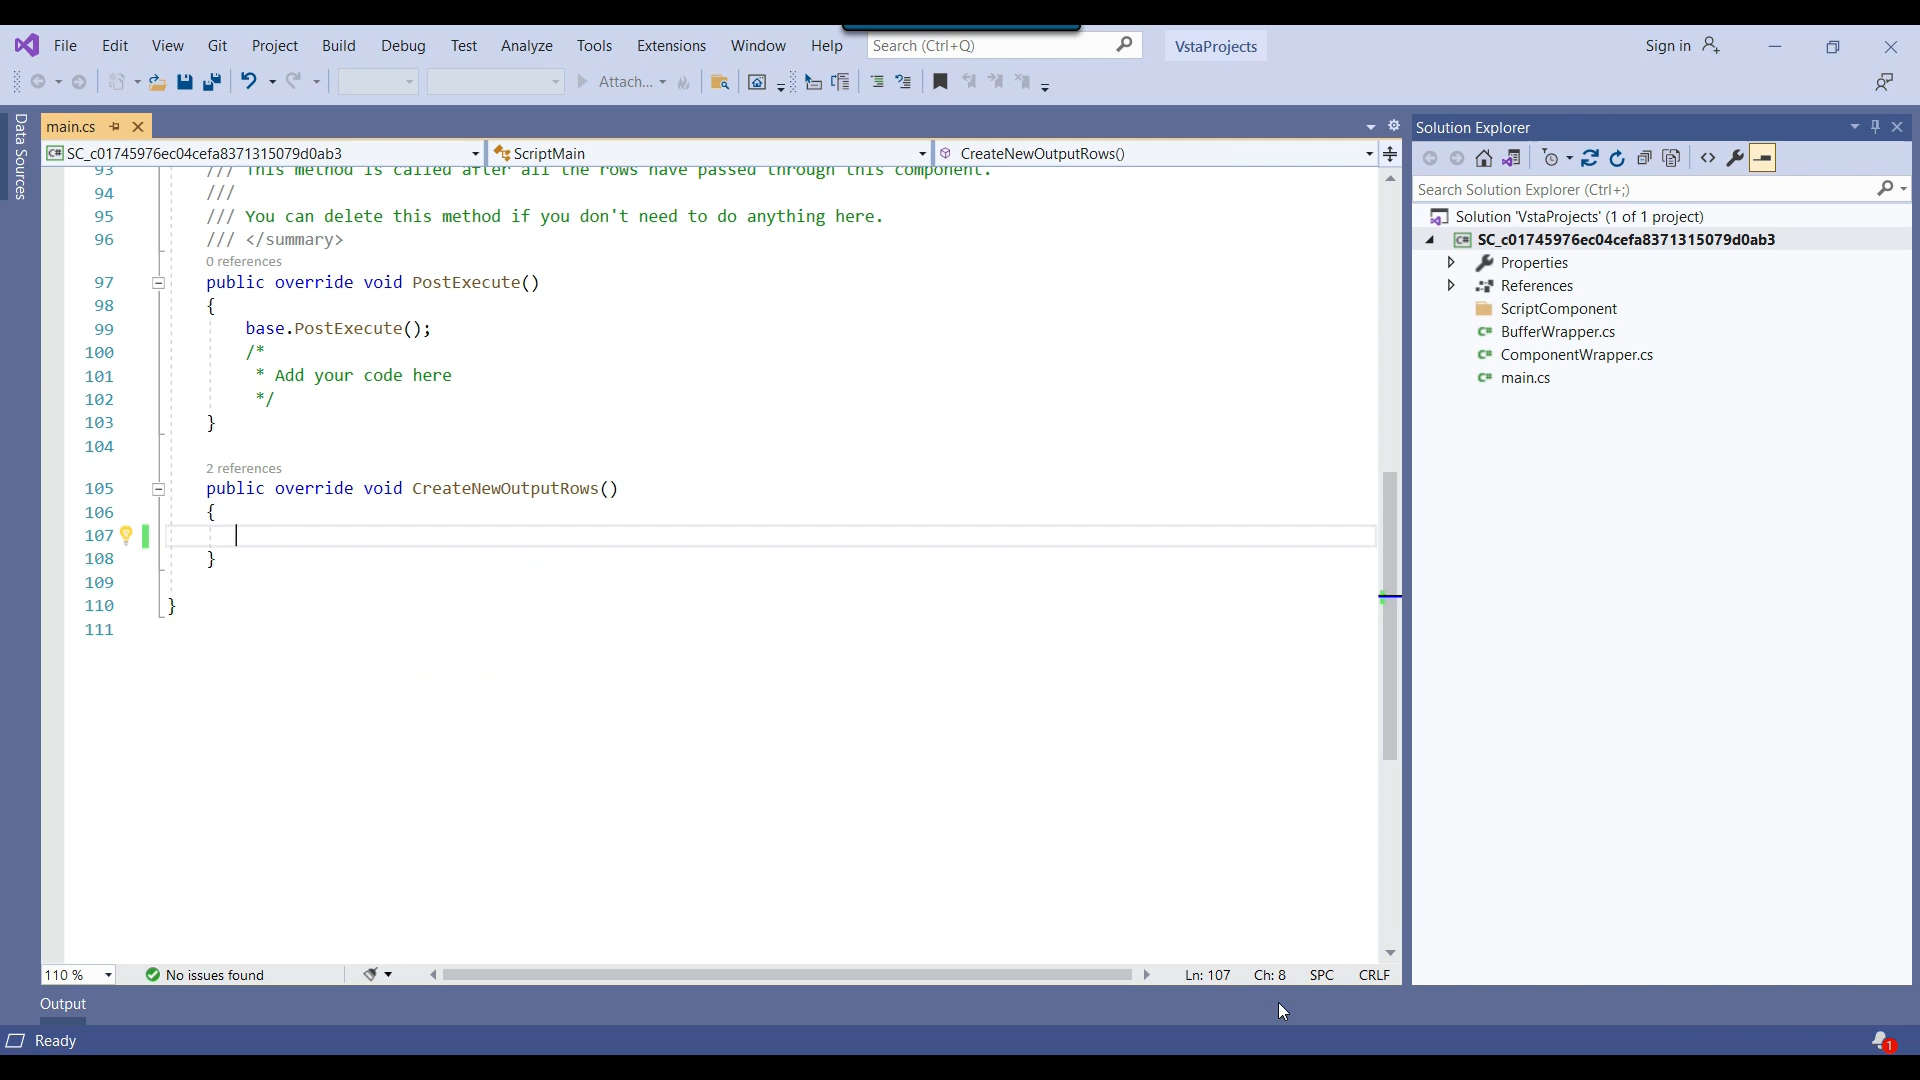 File Edit View Git Project Build Debug Test Analyze Tools Extensions Window Help Search (Ctrl+Q) VstaProjects Sign in
Attach...
Data Sources
main.cs
C# SC_c01745976ec04cefa8371315079d0ab3 ScriptMain CreateNewOutputRows()
93 /// This method is called after all the rows have passed through this component.
94 ///
95 /// You can delete this method if you don't need to do anything here.
96 /// </summary>
0 references
97 public override void PostExecute()
98 {
99 base.PostExecute();
100 /*
101 * Add your code here
102 */
103 }
104
2 references
105 public override void CreateNewOutputRows()
106 {
107
108 }
109
110 }
111
110 % No issues found Ln: 107 Ch: 8 SPC CRLF
Output
Ready
1
Solution Explorer
Search Solution Explorer (Ctrl+;)
Solution 'VstaProjects' (1 of 1 project)
C# SC_c01745976ec04cefa8371315079d0ab3
Properties
References
ScriptComponent
C# BufferWrapper.cs
C# ComponentWrapper.cs
C# main.cs